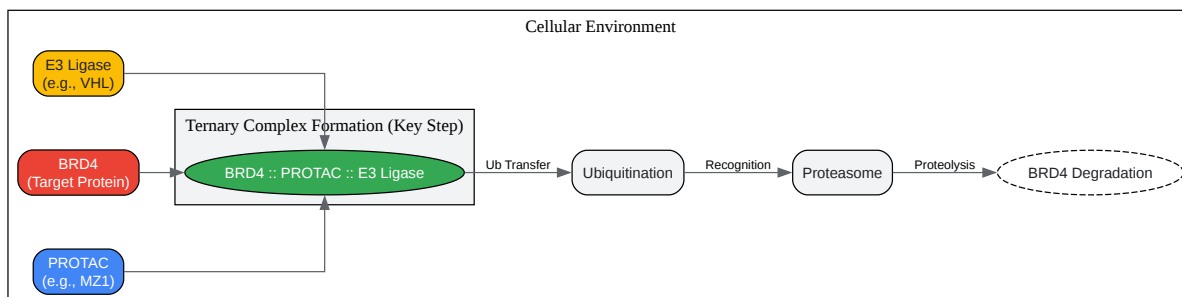 Cellular Environment
E3 Ligase
(e.g., VHL)
Ternary Complex Formation (Key Step)
BRD4
(Target Protein)
BRD4 :: PROTAC :: E3 Ligase
Ub Transfer
Ubiquitination
Recognition
Proteasome
Proteolysis
BRD4 Degradation
PROTAC
(e.g., MZ1)